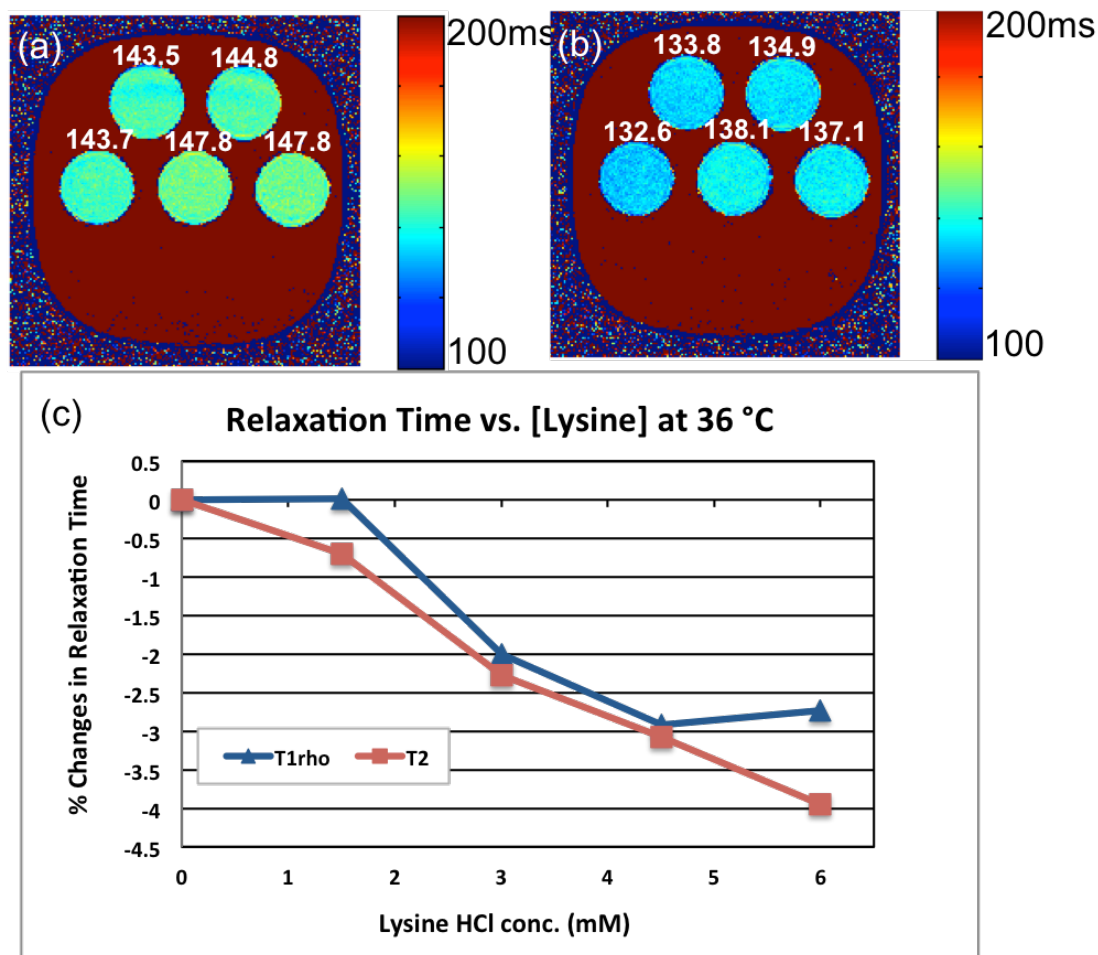 (a)
143.5 144.8
143.7 147.8 147.8
200ms
100
(b)
133.8 134.9
132.6 138.1 137.1
200ms
100
(c)
Relaxation Time vs. [Lysine] at 36 °C
% Changes in Relaxation Time
0.5
0
-0.5
-1
-1.5
-2
-2.5
-3
-3.5
-4
-4.5
T1rho T2
0 1 2 3 4 5 6
Lysine HCl conc. (mM)